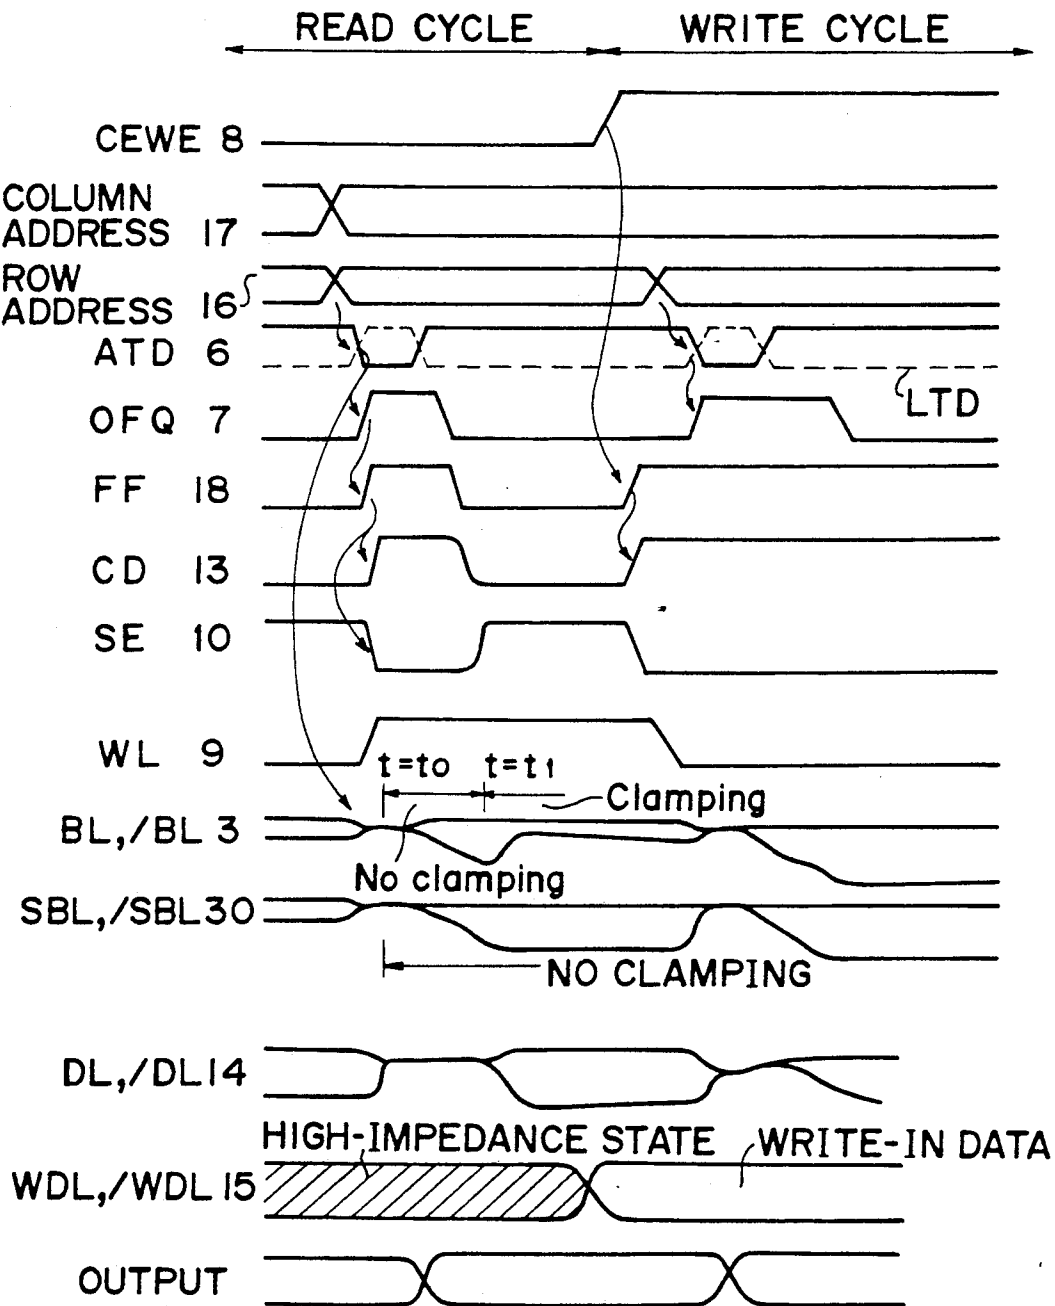 READ CYCLE WRITE CYCLE
CEWE 8
COLUMN
ADDRESS 17
ROW
ADDRESS 16
ATD 6
LTD
OFQ 7
FF 18
CD 13
SE 10
WL 9
t=t0 t=t1
Clamping
BL,/BL 3
No clamping
SBL,/SBL30
NO CLAMPING
DL,/DL14
HIGH-IMPEDANCE STATE WRITE-IN DATA
WDL,/WDL 15
OUTPUT